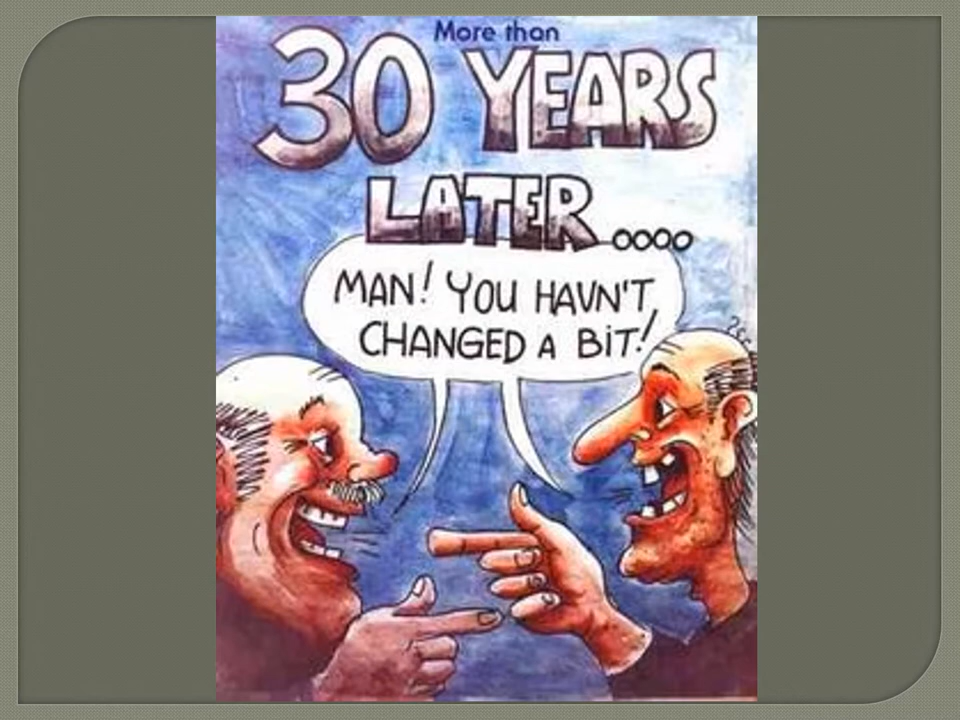 More than
30 YEARS
LATER....
MAN! YOU HAVN'T
CHANGED A BIT!